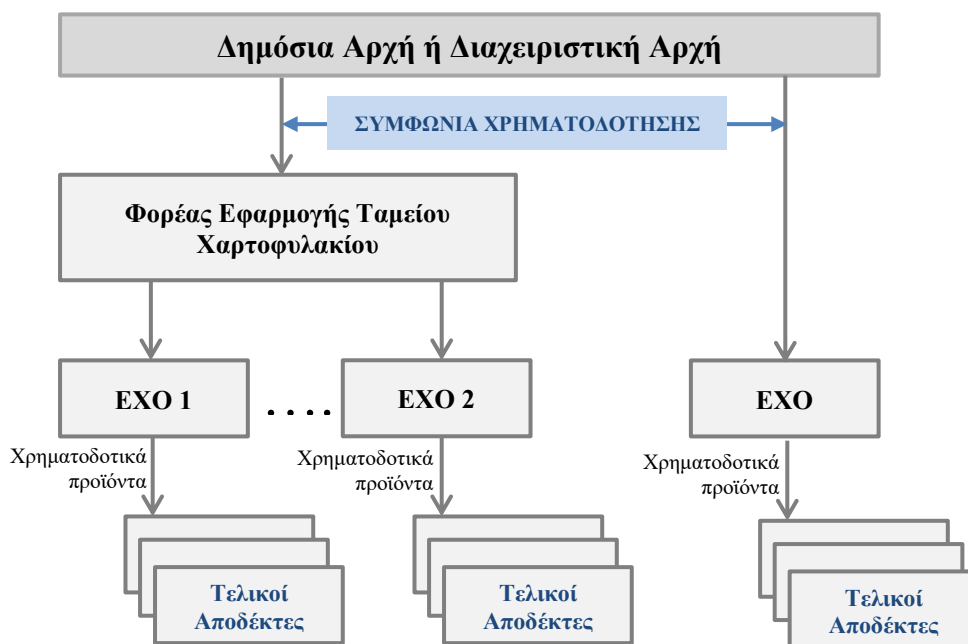 Δημόσια Αρχή ή Διαχειριστική Αρχή
ΣΥΜΦΩΝΙΑ ΧΡΗΜΑΤΟΔΟΤΗΣΗΣ
Φορέας Εφαρμογής Ταμείου
Χαρτοφυλακίου
ΕΧΟ 1
. . . .
ΕΧΟ 2
ΕΧΟ
Χρηματοδοτικά
προϊόντα
Χρηματοδοτικά
προϊόντα
Χρηματοδοτικά
προϊόντα
Τελικοί
Αποδέκτες
Τελικοί
Αποδέκτες
Τελικοί
Αποδέκτες